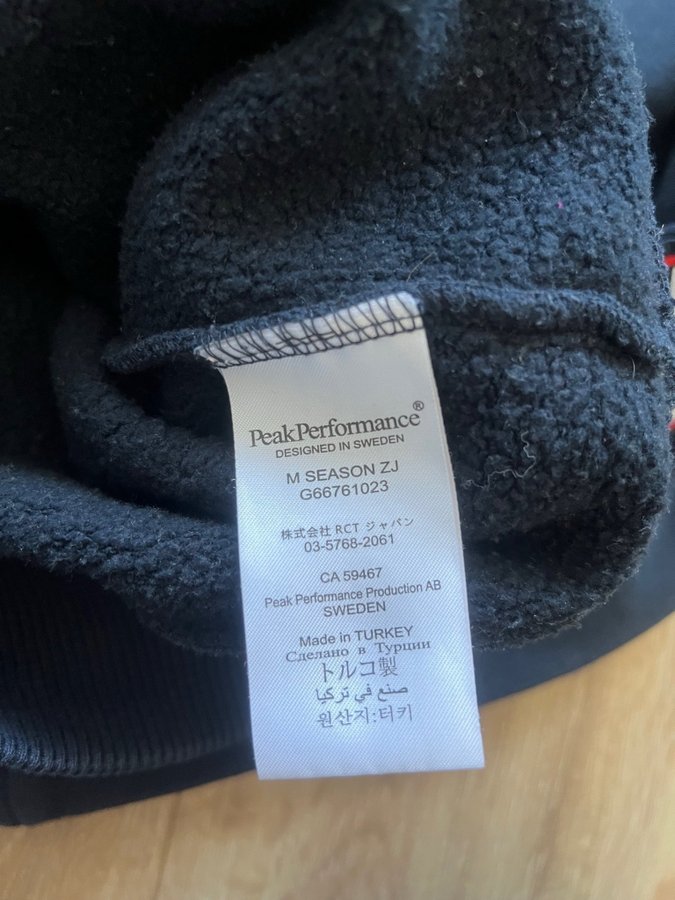 PeakPerformance®
DESIGNED IN SWEDEN
M SEASON ZJ
G66761023
株式会社 RCT ジャパン
03-5768-2061
CA 59467
Peak Performance Production AB
SWEDEN
Made in TURKEY
Сделано в Турции
トルコ製
صنع في تركيا
원산지:터키